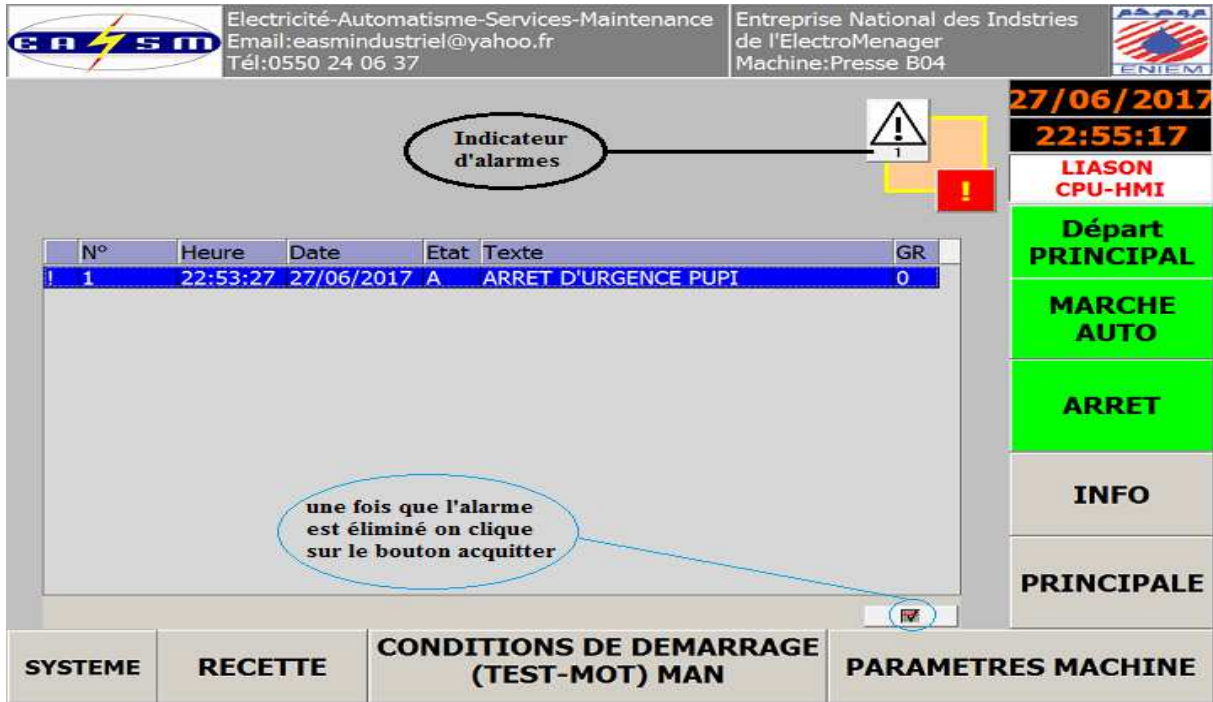 EASM
Electricité-Automatisme-Services-Maintenance
Email:easmindustriel@yahoo.fr
Tél:0550 24 06 37
Entreprise National des Indstries
de l'ElectroMenager
Machine:Presse B04
ENIEM
27/06/2017
22:55:17
LIASON
CPU-HMI
Indicateur
d'alarmes
1
!
Départ
PRINCIPAL
N° Heure Date Etat Texte GR
! 1 22:53:27 27/06/2017 A ARRET D'URGENCE PUPI 0
MARCHE
AUTO
ARRET
INFO
PRINCIPALE
une fois que l'alarme
est éliminé on clique
sur le bouton acquitter
SYSTEME
RECETTE
CONDITIONS DE DEMARRAGE
(TEST-MOT) MAN
PARAMETRES MACHINE